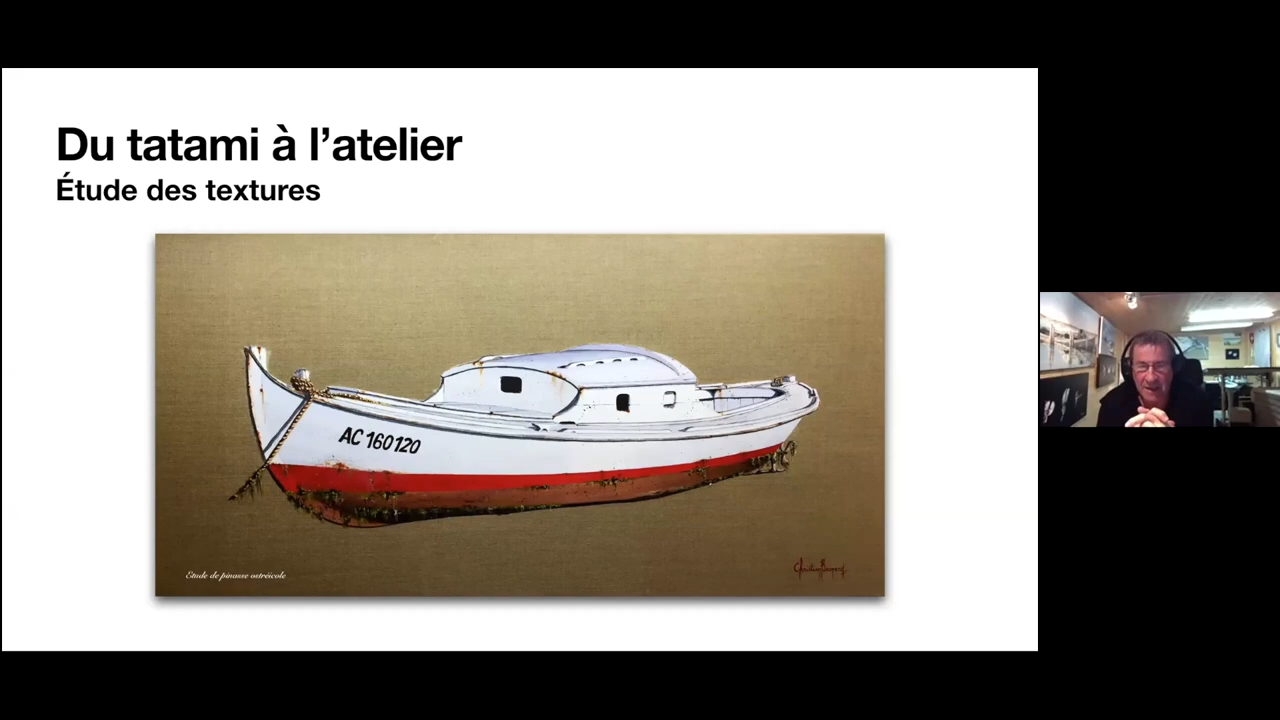 Du tatami à l’atelier
Étude des textures
AC 160120
Etude de pinasse ostréicole